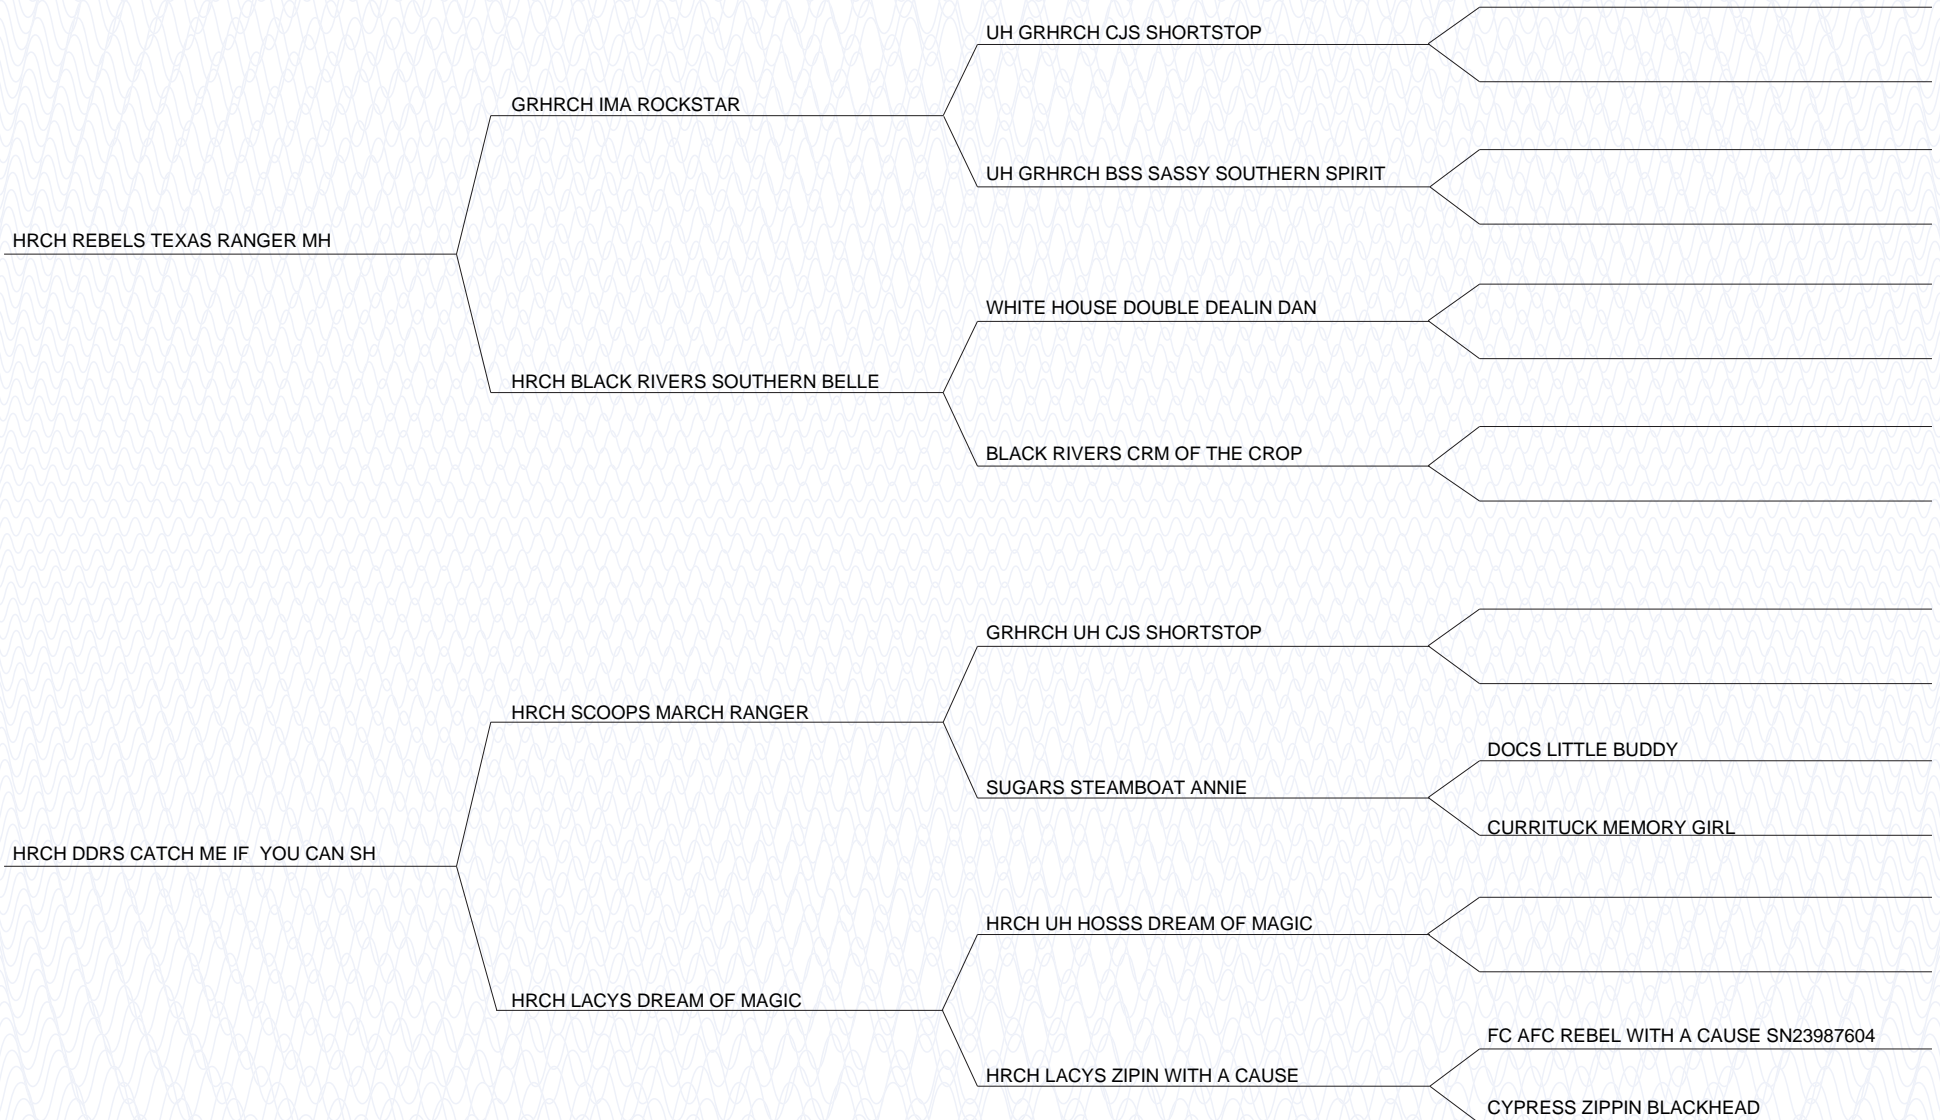 UH GRHRCH CJS SHORTSTOP
GRHRCH IMA ROCKSTAR
UH GRHRCH BSS SASSY SOUTHERN SPIRIT
HRCH REBELS TEXAS RANGER MH
WHITE HOUSE DOUBLE DEALIN DAN
HRCH BLACK RIVERS SOUTHERN BELLE
BLACK RIVERS CRM OF THE CROP
GRHRCH UH CJS SHORTSTOP
HRCH SCOOPS MARCH RANGER
DOCS LITTLE BUDDY
SUGARS STEAMBOAT ANNIE
CURRITUCK MEMORY GIRL
HRCH DDRS CATCH ME IF  YOU CAN SH
HRCH UH HOSSS DREAM OF MAGIC
HRCH LACYS DREAM OF MAGIC
FC AFC REBEL WITH A CAUSE SN23987604
HRCH LACYS ZIPIN WITH A CAUSE
CYPRESS ZIPPIN BLACKHEAD